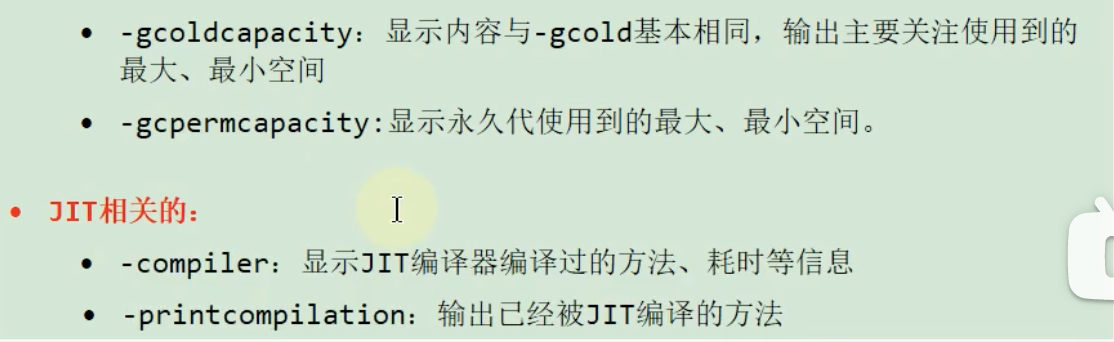 • -gcoldcapacity：显示内容与-gcold基本相同，输出主要关注使用到的
最大、最小空间
• -gcpermcapacity:显示永久代使用到的最大、最小空间。
• JIT相关的：
• -compiler：显示JIT编译器编译过的方法、耗时等信息
• -printcompilation：输出已经被JIT编译的方法